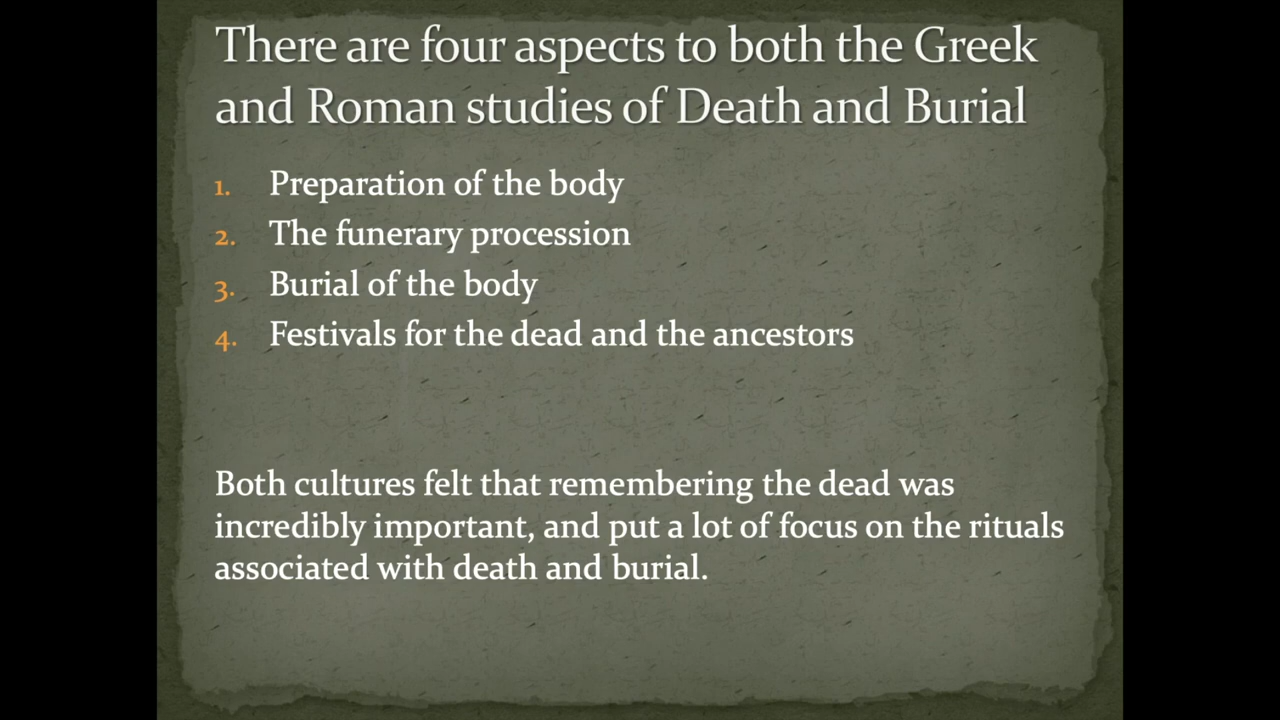 There are four aspects to both the Greek
and Roman studies of Death and Burial
1. Preparation of the body
2. The funerary procession
3. Burial of the body
4. Festivals for the dead and the ancestors
Both cultures felt that remembering the dead was
incredibly important, and put a lot of focus on the rituals
associated with death and burial.